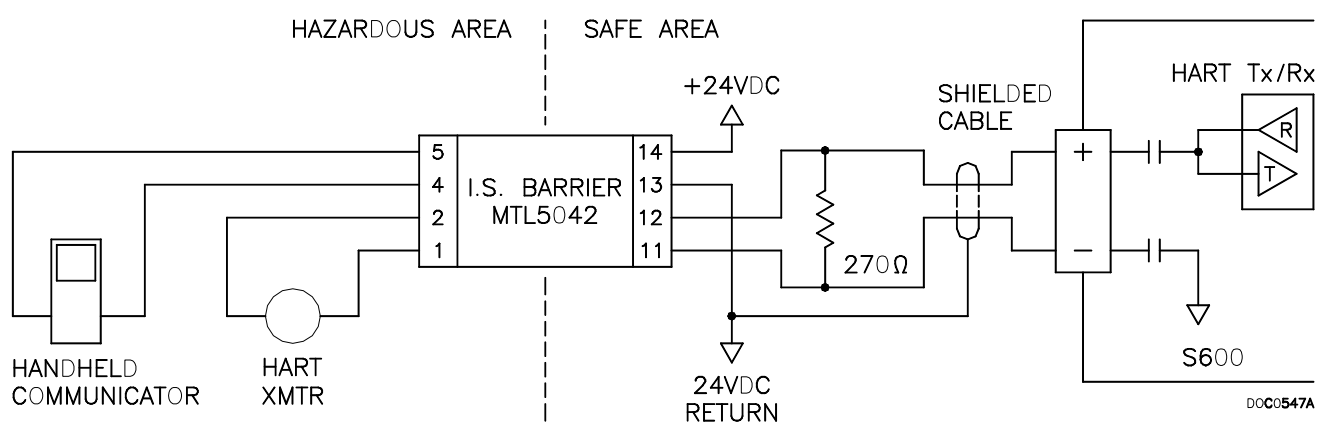 HAZARDOUS AREA
SAFE AREA
HART Tx/Rx
+24VDC
SHIELDED
CABLE
R
T
5
4
2
1
I.S. BARRIER
MTL5042
14
13
12
11
+
−
270Ω
HANDHELD
COMMUNICATOR
HART
XMTR
24VDC
RETURN
S600
DOC0547A